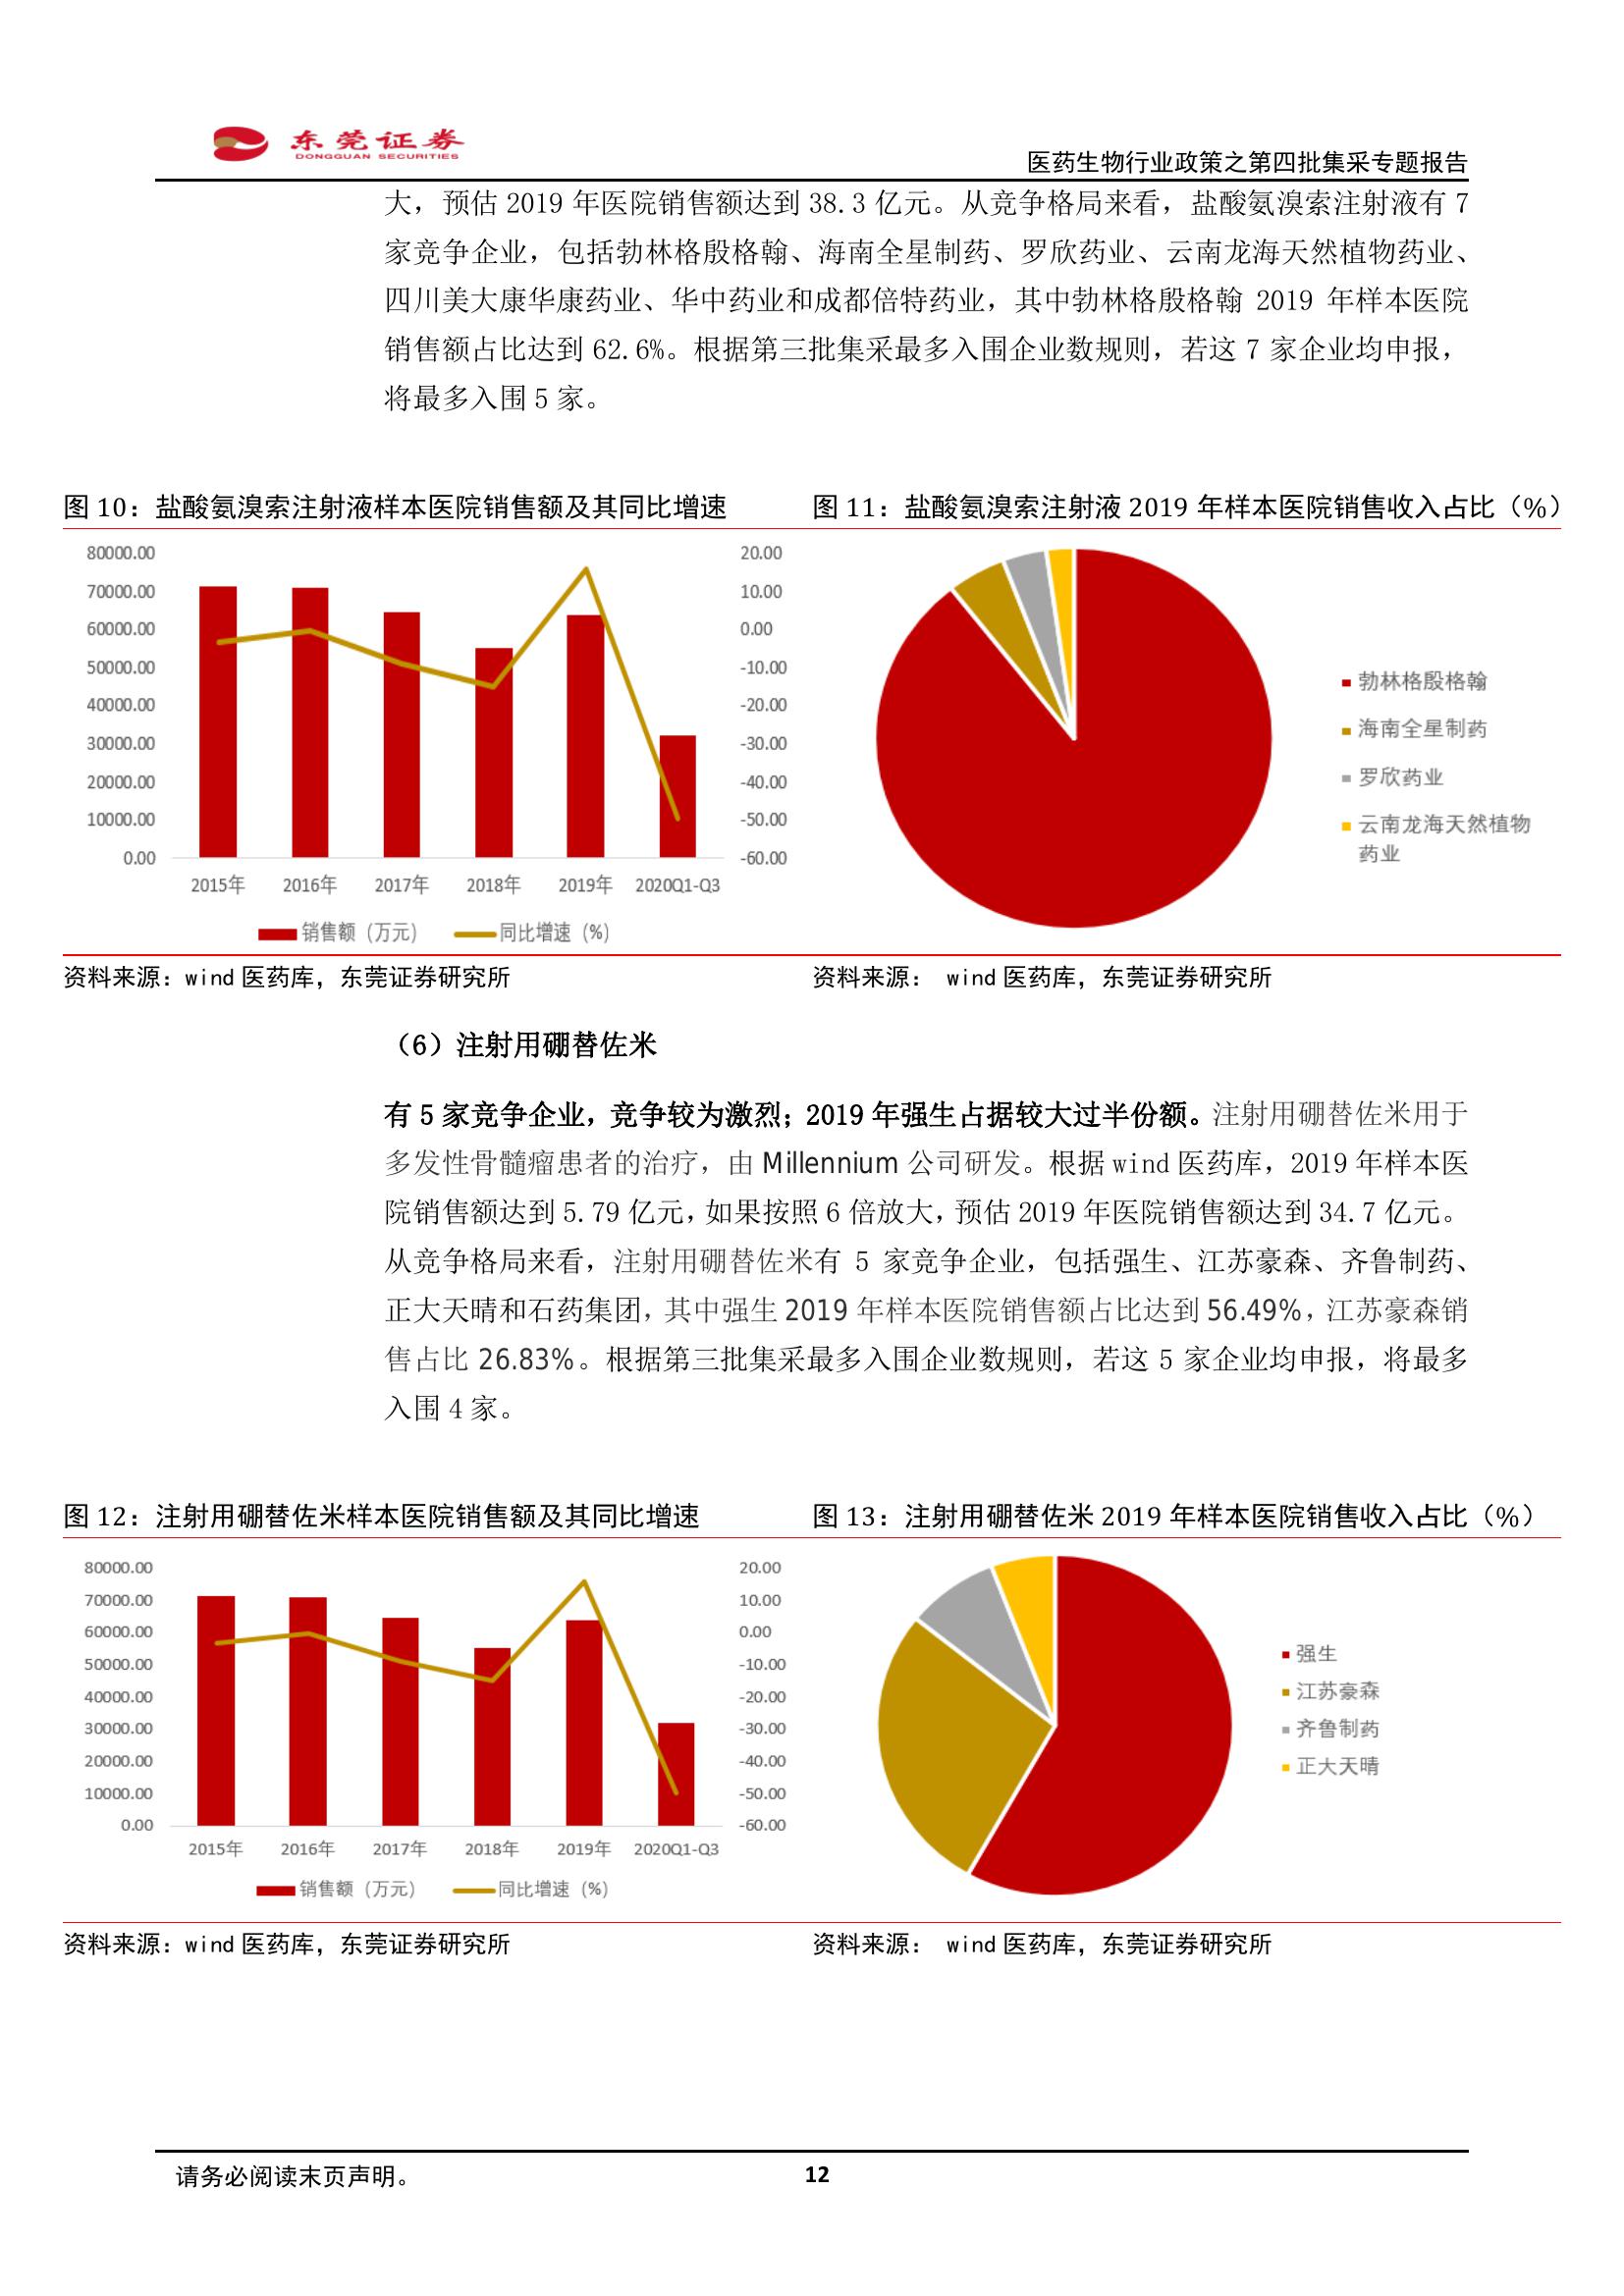 东莞证券
DONGGUAN SECURITIES
医药生物行业政策之第四批集采专题报告
大，预估 2019 年医院销售额达到 38.3 亿元。从竞争格局来看，盐酸氨溴索注射液有 7
家竞争企业，包括勃林格殷格翰、海南全星制药、罗欣药业、云南龙海天然植物药业、
四川美大康华康药业、华中药业和成都倍特药业，其中勃林格殷格翰 2019 年样本医院
销售额占比达到 62.6%。根据第三批集采最多入围企业数规则，若这 7 家企业均申报，
将最多入围 5 家。
图 10：盐酸氨溴索注射液样本医院销售额及其同比增速
80000.00
70000.00
60000.00
50000.00
40000.00
30000.00
20000.00
10000.00
0.00
20.00
10.00
0.00
-10.00
-20.00
-30.00
-40.00
-50.00
-60.00
2015年 2016年 2017年 2018年 2019年 2020Q1-Q3
销售额（万元） 同比增速（%）
资料来源：wind 医药库，东莞证券研究所
图 11：盐酸氨溴索注射液 2019 年样本医院销售收入占比（%）
勃林格殷格翰
海南全星制药
罗欣药业
云南龙海天然植物
药业
资料来源： wind 医药库，东莞证券研究所
（6）注射用硼替佐米
有 5 家竞争企业，竞争较为激烈；2019 年强生占据较大过半份额。注射用硼替佐米用于
多发性骨髓瘤患者的治疗，由 Millennium 公司研发。根据 wind 医药库，2019 年样本医
院销售额达到 5.79 亿元，如果按照 6 倍放大，预估 2019 年医院销售额达到 34.7 亿元。
从竞争格局来看，注射用硼替佐米有 5 家竞争企业，包括强生、江苏豪森、齐鲁制药、
正大天晴和石药集团，其中强生 2019 年样本医院销售额占比达到 56.49%，江苏豪森销
售占比 26.83%。根据第三批集采最多入围企业数规则，若这 5 家企业均申报，将最多
入围 4 家。
图 12：注射用硼替佐米样本医院销售额及其同比增速
80000.00
70000.00
60000.00
50000.00
40000.00
30000.00
20000.00
10000.00
0.00
20.00
10.00
0.00
-10.00
-20.00
-30.00
-40.00
-50.00
-60.00
2015年 2016年 2017年 2018年 2019年 2020Q1-Q3
销售额（万元） 同比增速（%）
资料来源：wind 医药库，东莞证券研究所
图 13：注射用硼替佐米 2019 年样本医院销售收入占比（%）
强生
江苏豪森
齐鲁制药
正大天晴
资料来源： wind 医药库，东莞证券研究所
请务必阅读末页声明。
12